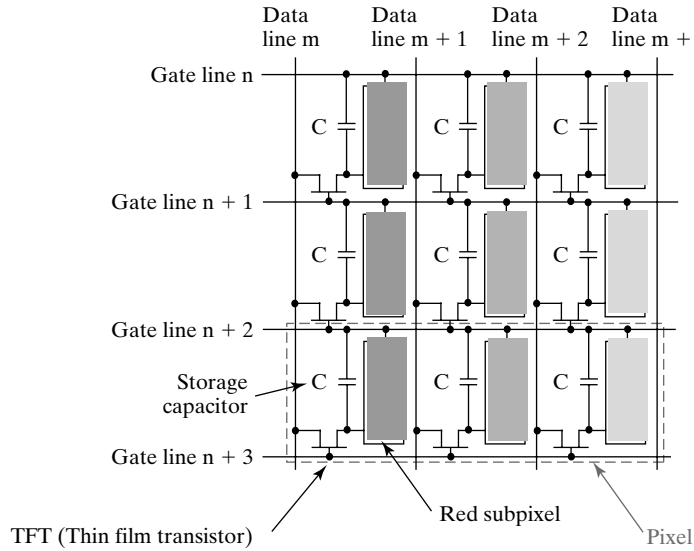 Data
line m
Data
line m + 1
Data
line m + 2
Data
line m +
Gate line n
C
C
C
Gate line n + 1
C
C
C
Gate line n + 2
C
C
C
Storage
capacitor
Gate line n + 3
Red subpixel
TFT (Thin film transistor)
Pixel